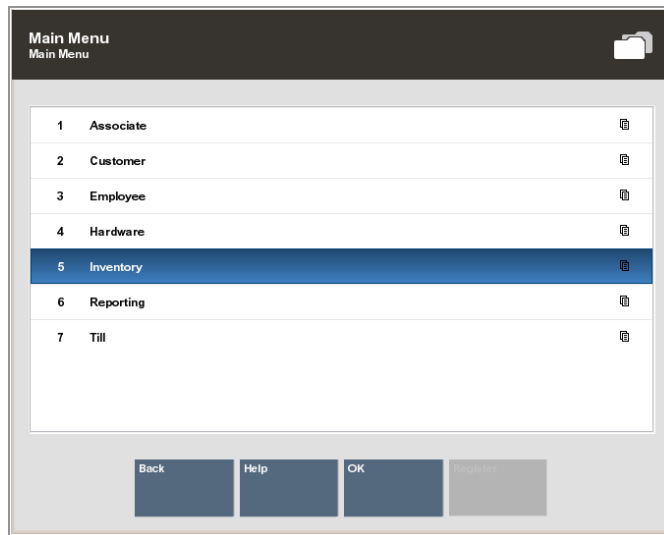 Main Menu
Main Menu
1 Associate
2 Customer
3 Employee
4 Hardware
5 Inventory
6 Reporting
7 Till
Back Help OK Register